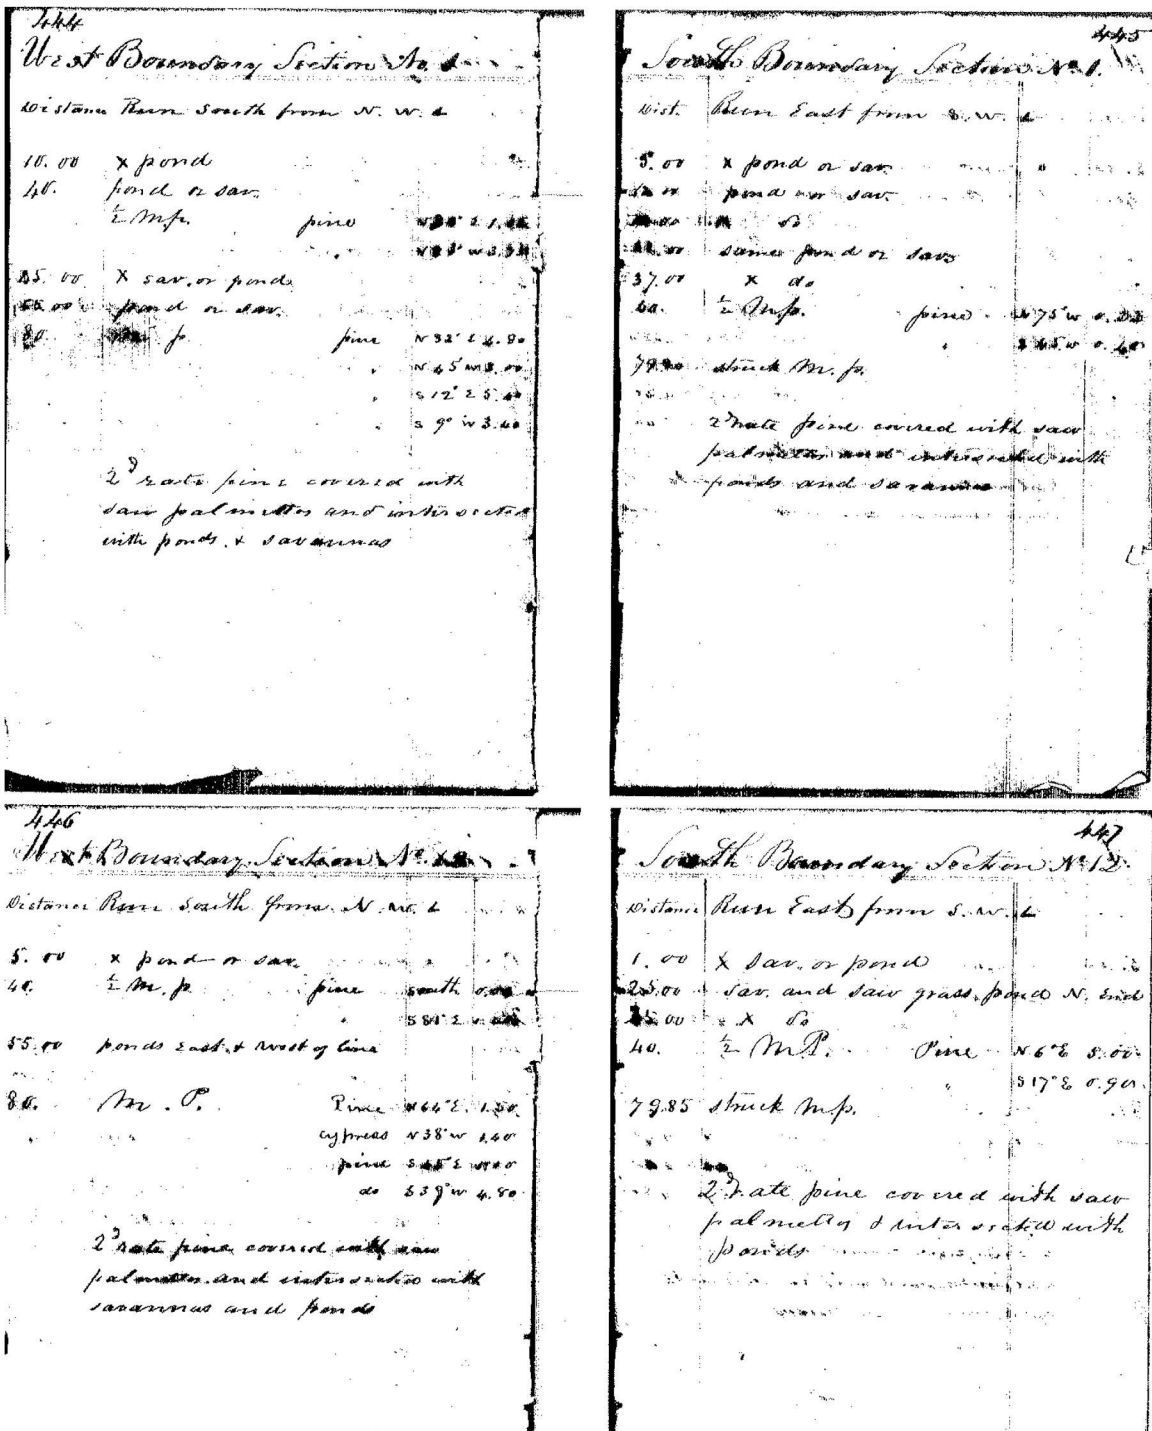 444
West Boundary Section No. 1
Distance Run South from N. W. L
10.00 x pond
40. pond or sav.
½ M.p. pine
x sav. or pond
pond or sav.
80. p pine N 32° E 4.80
N 45 W
S 12° E
S 9° W 3.40
2d rate pine covered with
saw palmettos and intersected
with ponds & savannas
445
South Boundary Section No 1.
Dist. Run East from S. W. L
5.00 x pond or sav.
pond or sav.
do
same pond or sav.
37.00 x do
40. ½ M.p. pine N 75 W
W
struck M. p.
2d rate pine covered with saw
palmetto and intersected with
ponds and savannas
446
West Boundary Section No.
Distance Run South from N. W. L
5.00 x pond or sav.
40. ½ M. p pine South
55.00 ponds East & West of line
80. M. P. Pine N 64° E.
cypress N 38° W 1.40
pine
do S 39° W 4.80
2d rate pine covered with saw
palmettos and intersected with
savannas and ponds
447
South Boundary Section No 12.
Distance Run East from S. W. L
1.00 x sav. or pond
25.00 sav. and saw grass pond N. End
x do
40. ½ M.P. Pine N 6° E 5.00
S 17° E 0.90
79.85 struck M.p.
2d rate pine covered with saw
palmetto & intersected with
ponds